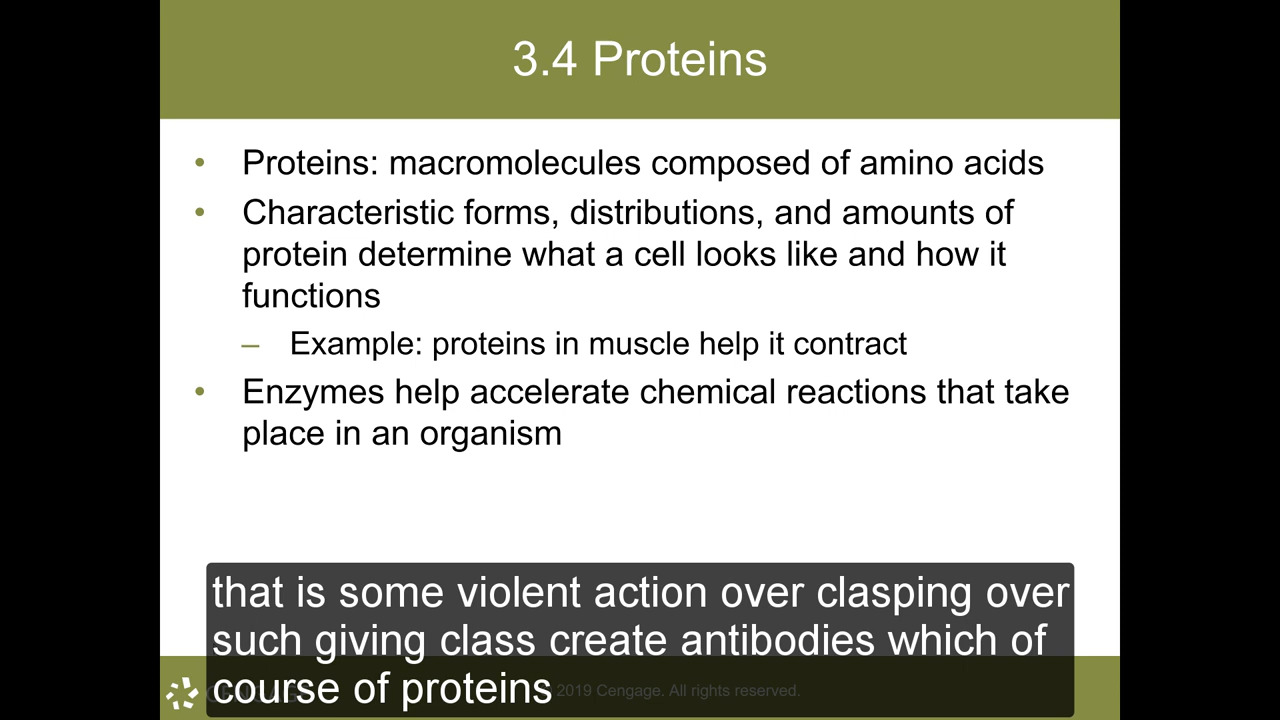 3.4 Proteins
• Proteins: macromolecules composed of amino acids
• Characteristic forms, distributions, and amounts of
protein determine what a cell looks like and how it
functions
– Example: proteins in muscle help it contract
• Enzymes help accelerate chemical reactions that take
place in an organism
that is some violent action over clasping over
such giving class create antibodies which of
course of proteins
2019 Cengage. All rights reserved.